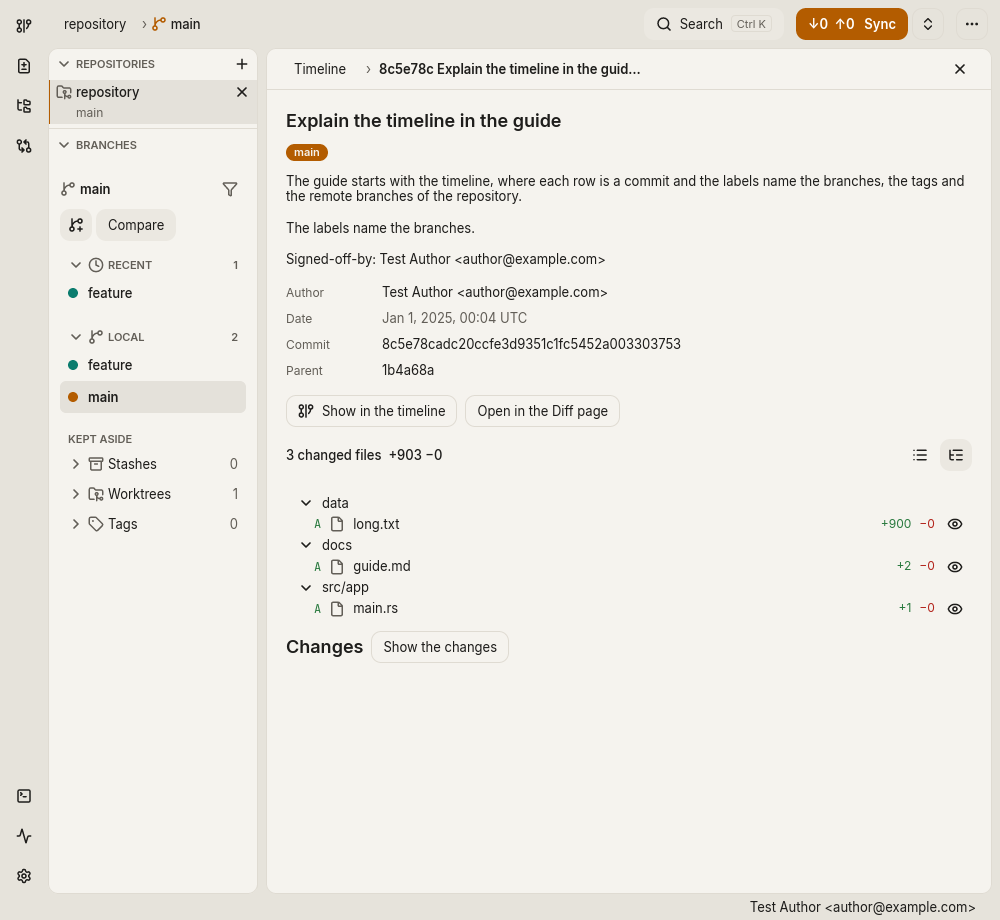 repository › main
Search Ctrl K
↓0 ↑0 Sync
REPOSITORIES
repository
main
BRANCHES
main
Compare
RECENT 1
feature
LOCAL 2
feature
main
KEPT ASIDE
Stashes 0
Worktrees 1
Tags 0
Timeline › 8c5e78c Explain the timeline in the guid...
Explain the timeline in the guide
main
The guide starts with the timeline, where each row is a commit and the labels name the branches, the tags and
the remote branches of the repository.
The labels name the branches.
Signed-off-by: Test Author <author@example.com>
Author Test Author <author@example.com>
Date Jan 1, 2025, 00:04 UTC
Commit 8c5e78cadc20ccfe3d9351c1fc5452a003303753
Parent 1b4a68a
Show in the timeline
Open in the Diff page
3 changed files +903 −0
data
A long.txt +900 −0
docs
A guide.md +2 −0
src/app
A main.rs +1 −0
Changes
Show the changes
Test Author <author@example.com>